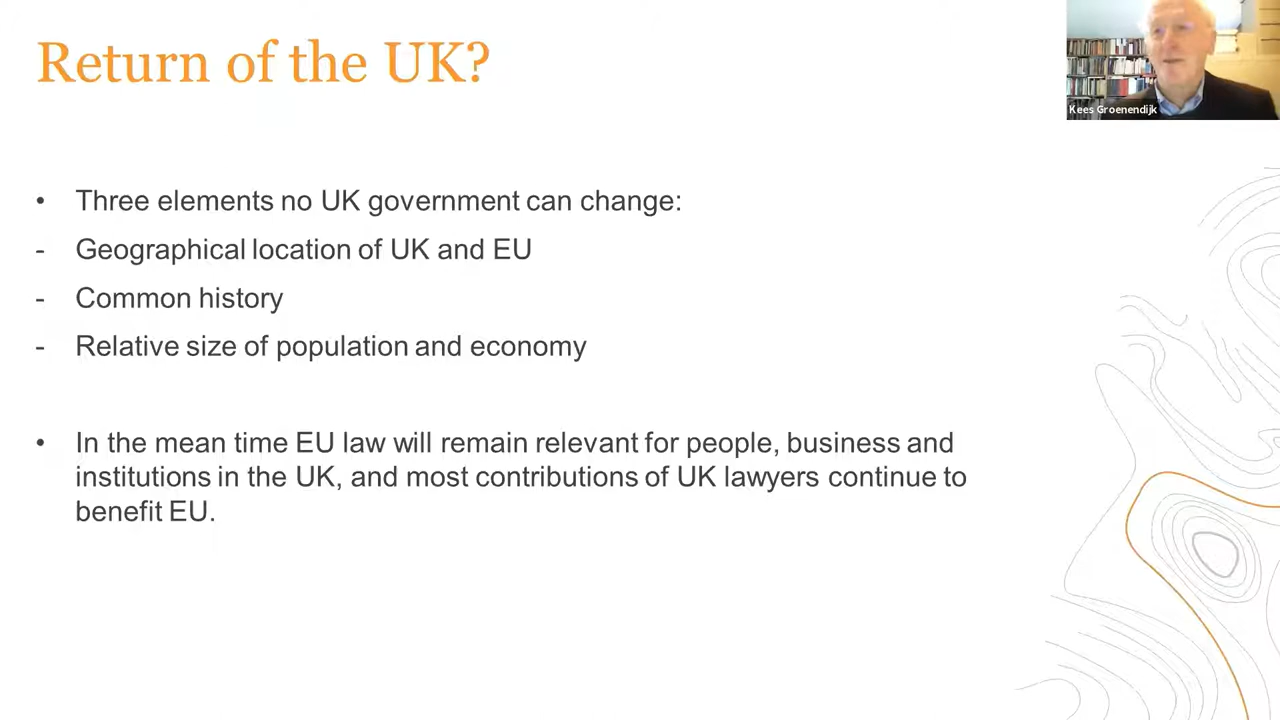 Return of the UK?
Kees Groenendijk
• Three elements no UK government can change:
- Geographical location of UK and EU
- Common history
- Relative size of population and economy
• In the mean time EU law will remain relevant for people, business and
institutions in the UK, and most contributions of UK lawyers continue to
benefit EU.